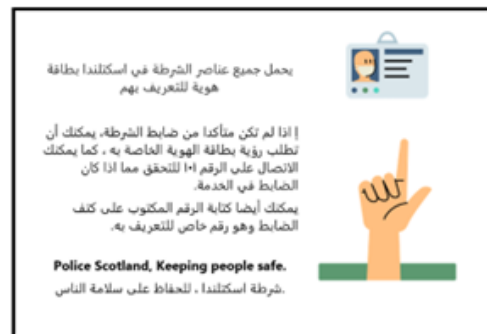 يحمل جميع عناصر الشرطة في اسكتلندا بطاقة
هوية للتعريف بهم
إ اذا لم تكن متأكدا من ضابط الشرطة، يمكنك أن
تطلب رؤية بطاقة الهوية الخاصة به ، كما يمكنك
الاتصال على الرقم ١٠١ للتحقق مما اذا كان
الضابط في الخدمة.
يمكنك أيضا كتابة الرقم المكتوب على كتف
الضابط وهو رقم خاص للتعريف به.
Police Scotland, Keeping people safe.
شرطة اسكتلندا ، للحفاظ على سلامة الناس.